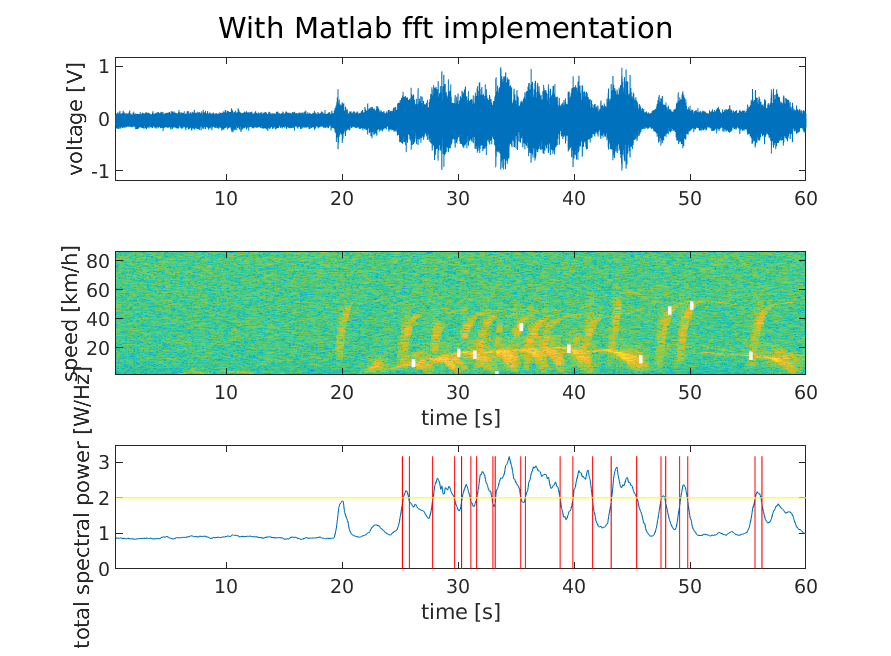 With Matlab fft implementation
voltage [V]
1
0
-1
10 20 30 40 50 60
speed [km/h]
80
60
40
20
10 20 30 40 50 60
time [s]
total spectral power [W/Hz]
3
2
1
0
10 20 30 40 50 60
time [s]